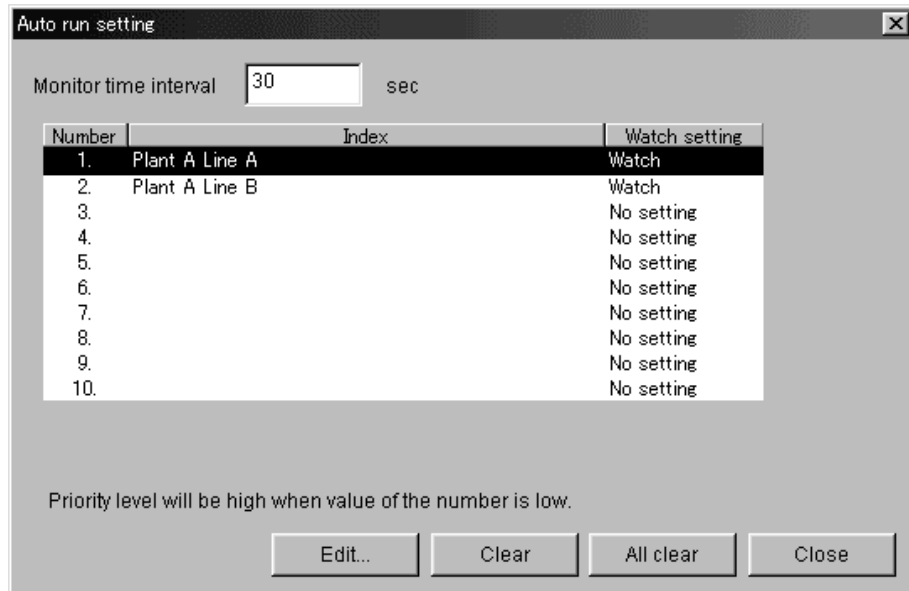 Auto run setting
Monitor time interval 30 sec
Number Index Watch setting
1. Plant A Line A Watch
2. Plant A Line B Watch
3. No setting
4. No setting
5. No setting
6. No setting
7. No setting
8. No setting
9. No setting
10. No setting
Priority level will be high when value of the number is low.
Edit... Clear All clear Close